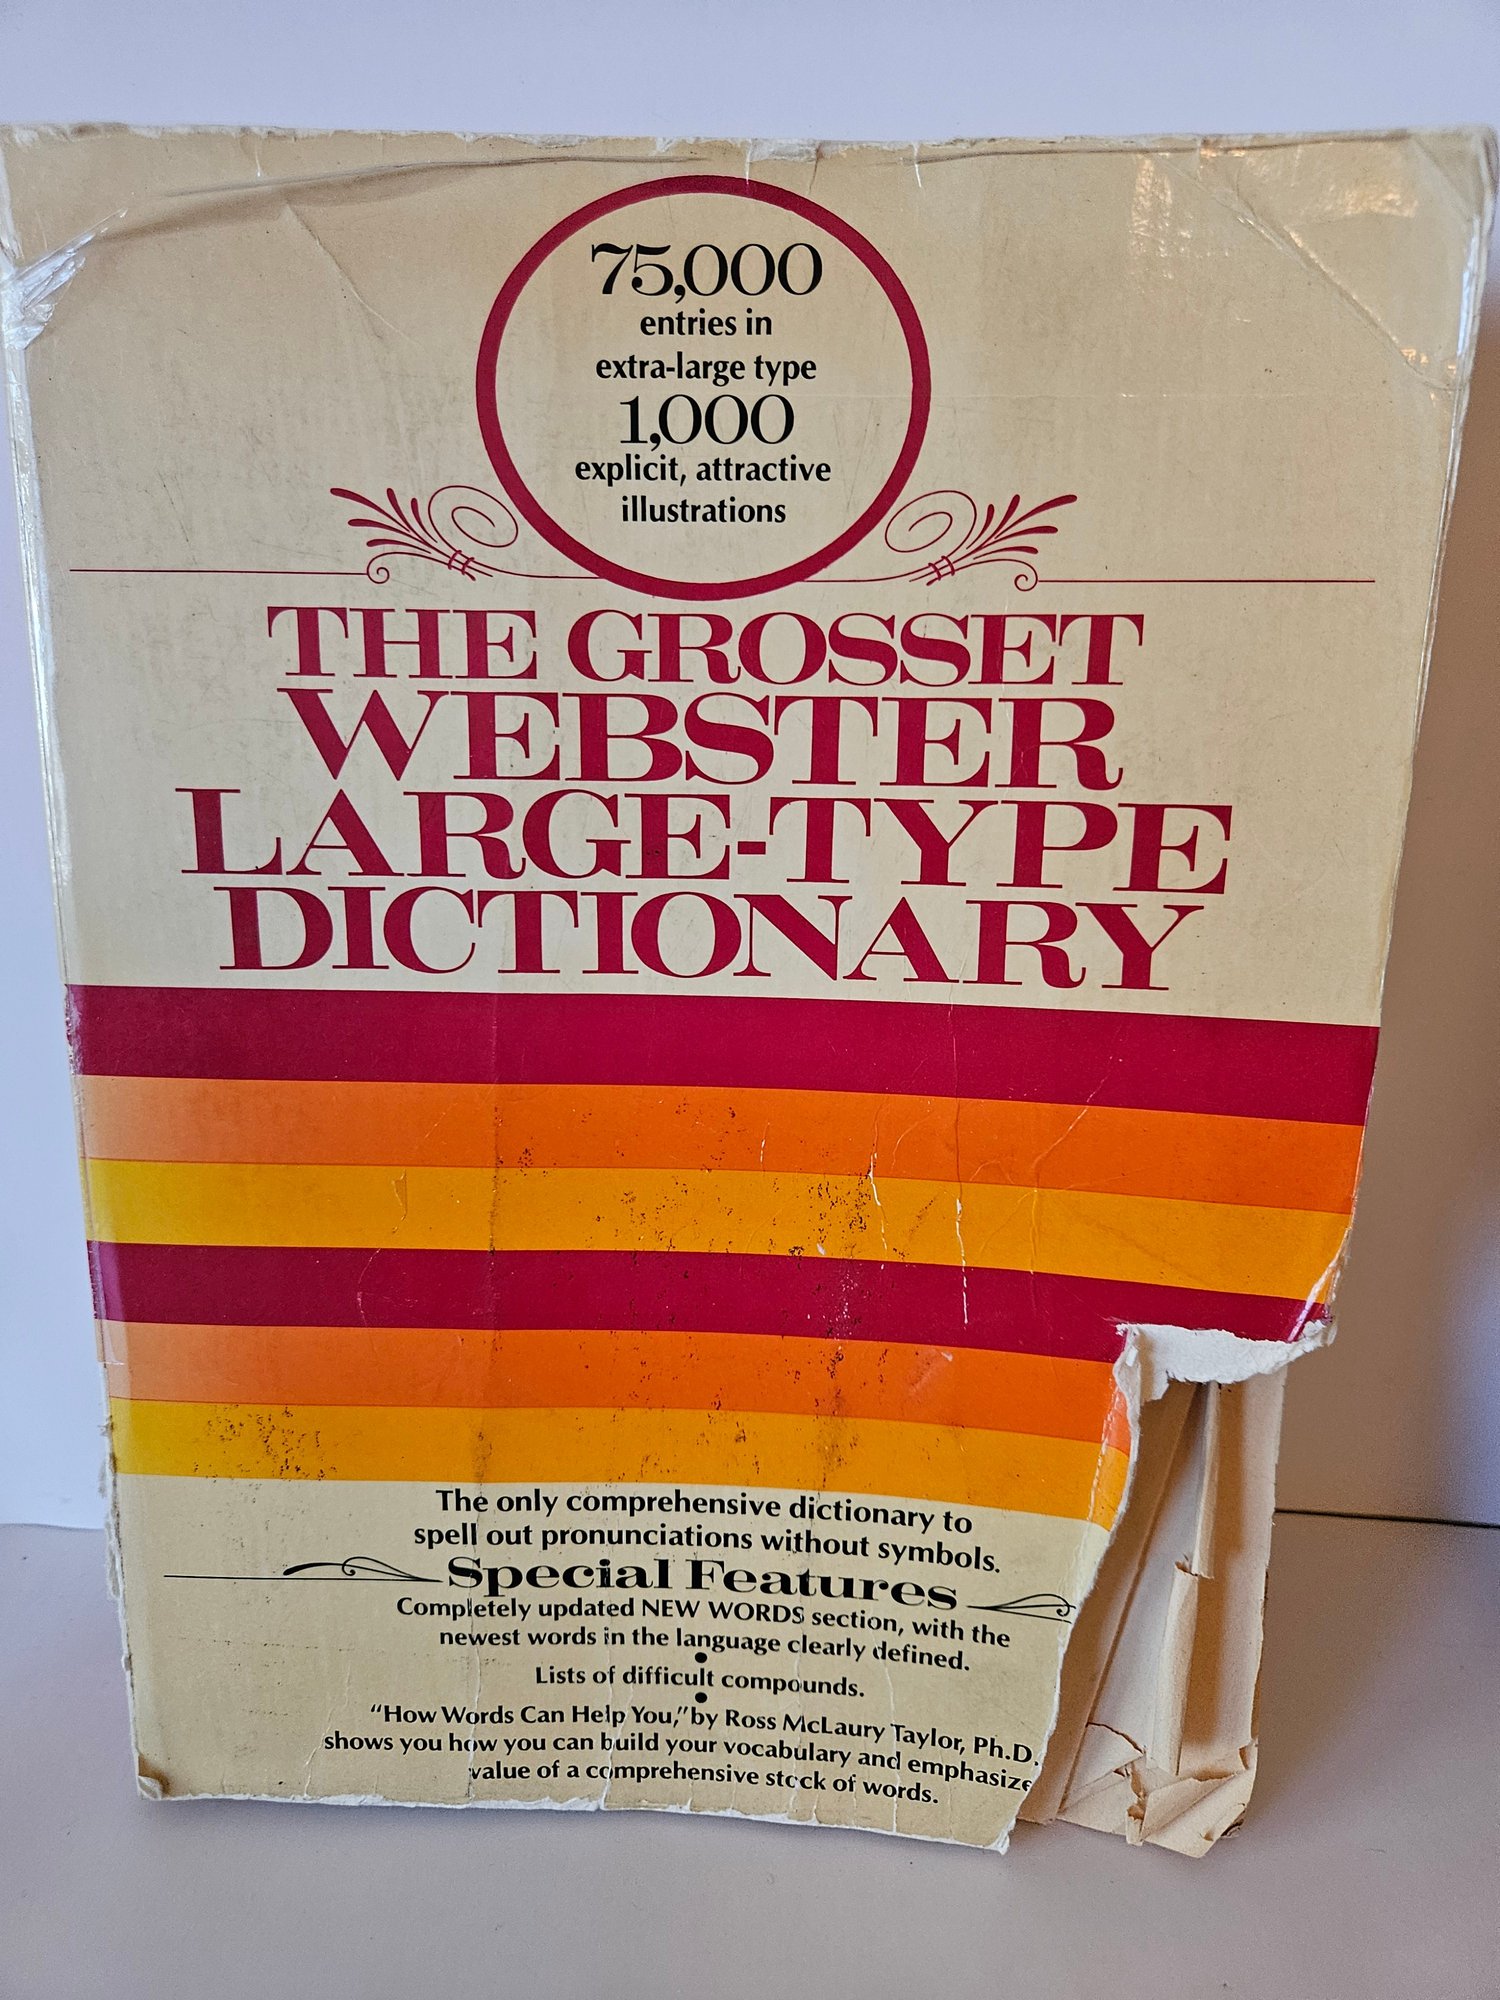 75,000
entries in
extra-large type
1,000
explicit, attractive
illustrations
THE GROSSET
WEBSTER
LARGE-TYPE
DICTIONARY
The only comprehensive dictionary to
spell out pronunciations without symbols.
Special Features
Completely updated NEW WORDS section, with the
newest words in the language clearly defined.
•
Lists of difficult compounds.
•
"How Words Can Help You," by Ross McLaury Taylor, Ph.D.
shows you how you can build your vocabulary and emphasize
value of a comprehensive stock of words.